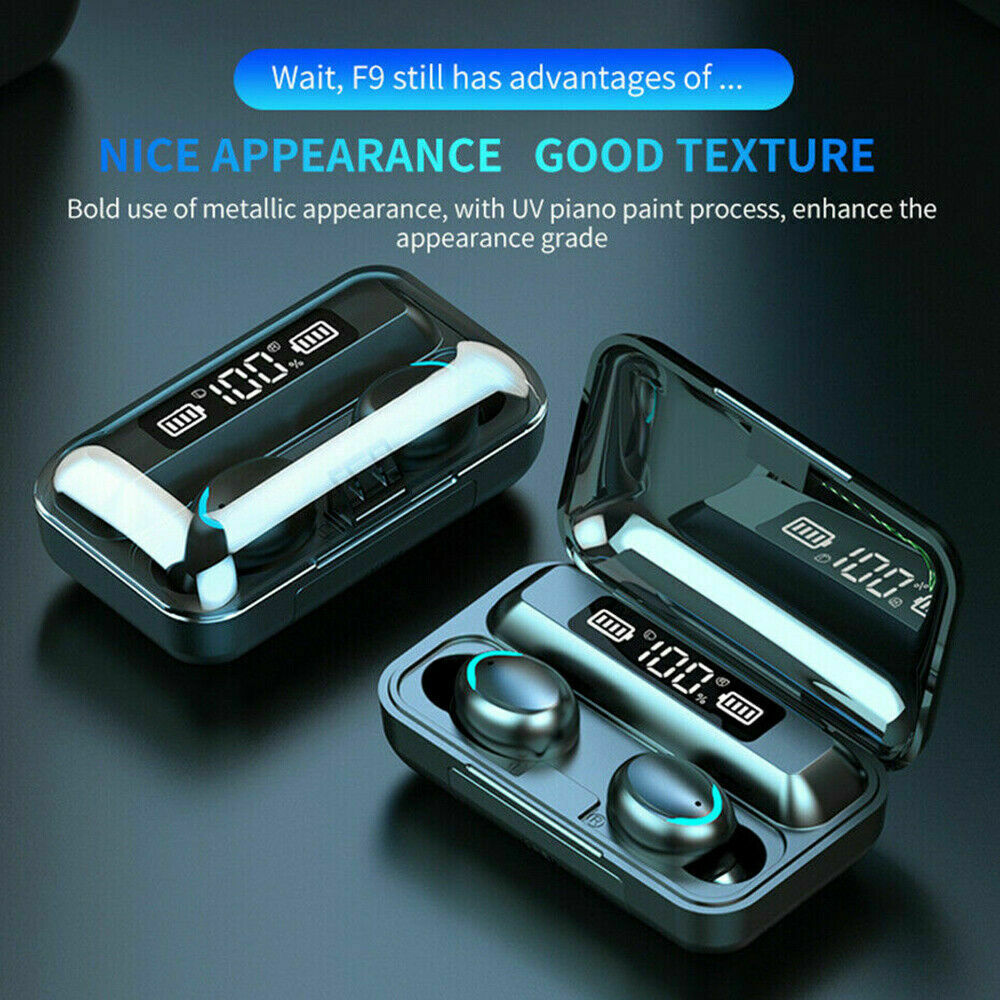 Wait, F9 still has advantages of ...
NICE APPEARANCE GOOD TEXTURE
Bold use of metallic appearance, with UV piano paint process, enhance the
appearance grade
L 100 % R
100 %
L 100 % R
R